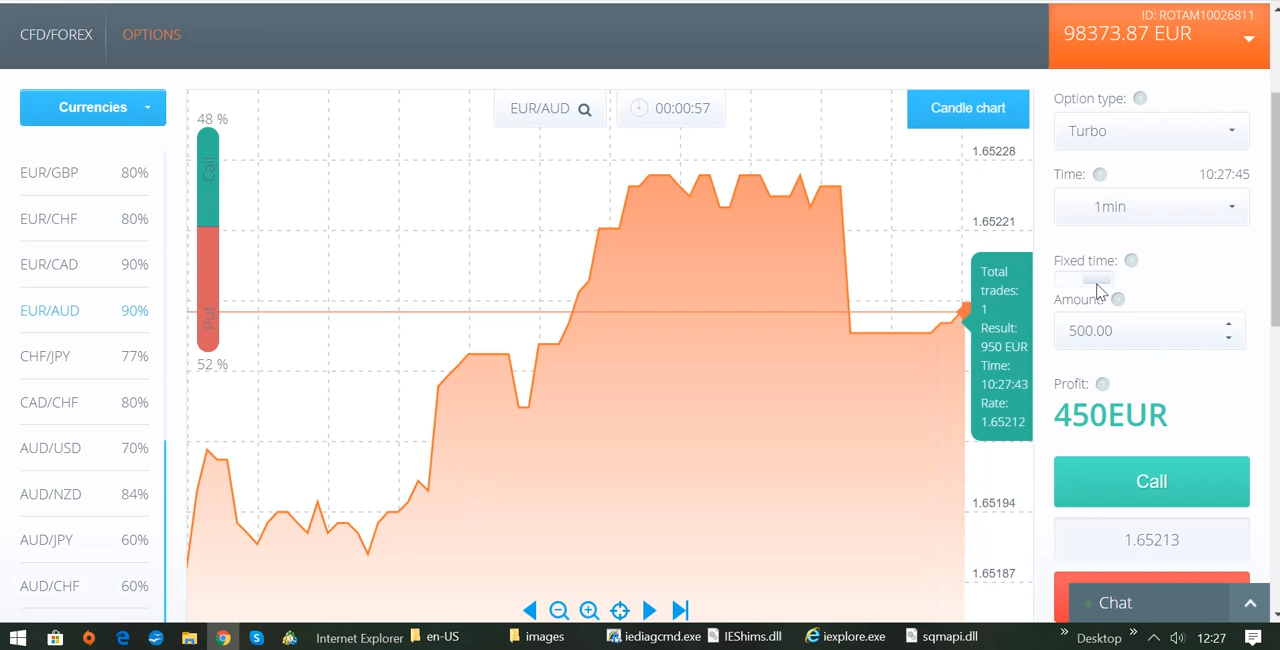 CFD/FOREX
OPTIONS
ID: ROTAM10026811
98373.87 EUR
Currencies
EUR/GBP 80%
EUR/CHF 80%
EUR/CAD 90%
EUR/AUD 90%
CHF/JPY 77%
CAD/CHF 80%
AUD/USD 70%
AUD/NZD 84%
AUD/JPY 60%
AUD/CHF 60%
48 %
Call
Put
52 %
EUR/AUD
00:00:57
Candle chart
1.65228
1.65221
1.65194
1.65187
Total
trades:
1
Result:
950 EUR
Time:
10:27:43
Rate:
1.65212
Option type:
Turbo
Time: 10:27:45
1min
Fixed time:
Amount:
500.00
Profit:
450EUR
Call
1.65213
Chat
Internet Explorer
en-US
images
iediagcmd.exe
IEShims.dll
iexplore.exe
sqmapi.dll
Desktop
12:27